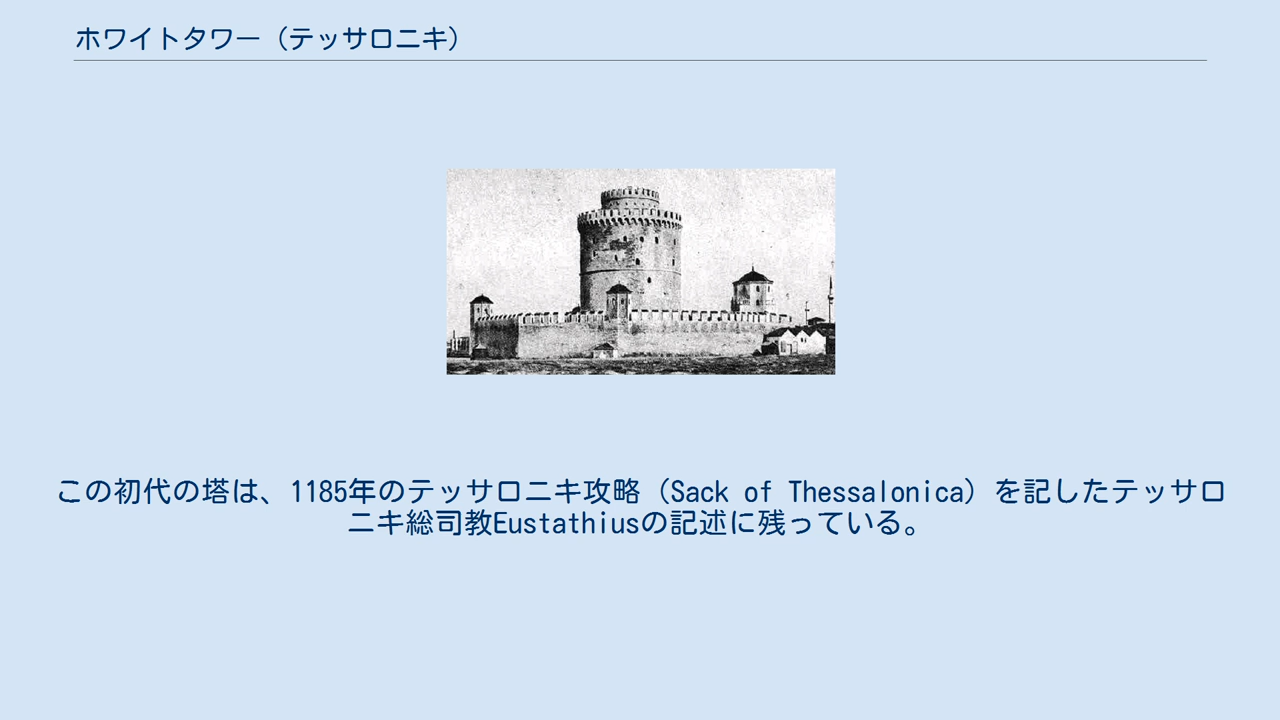 ホワイトタワー（テッサロニキ）
この初代の塔は、1185年のテッサロニキ攻略（Sack of Thessalonica）を記したテッサロ
ニキ総司教Eustathiusの記述に残っている。